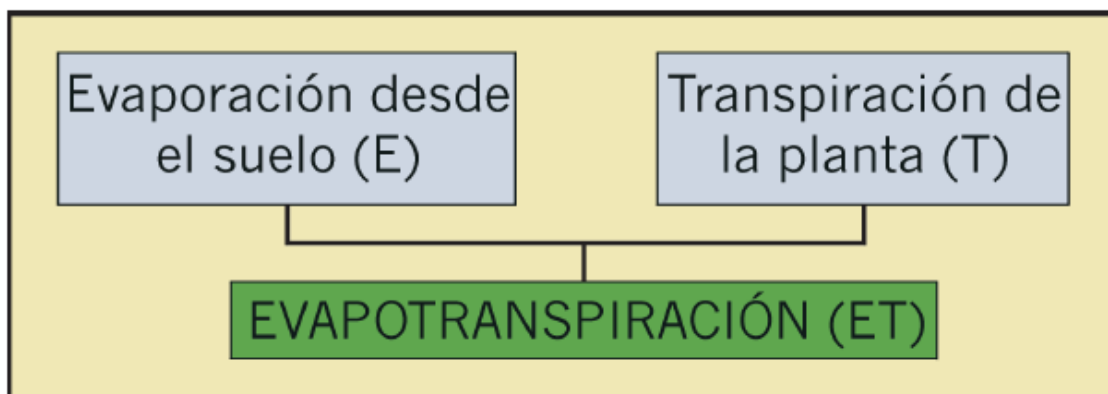 Evaporación desde
el suelo (E)
Transpiración de
la planta (T)
EVAPOTRANSPIRACIÓN (ET)